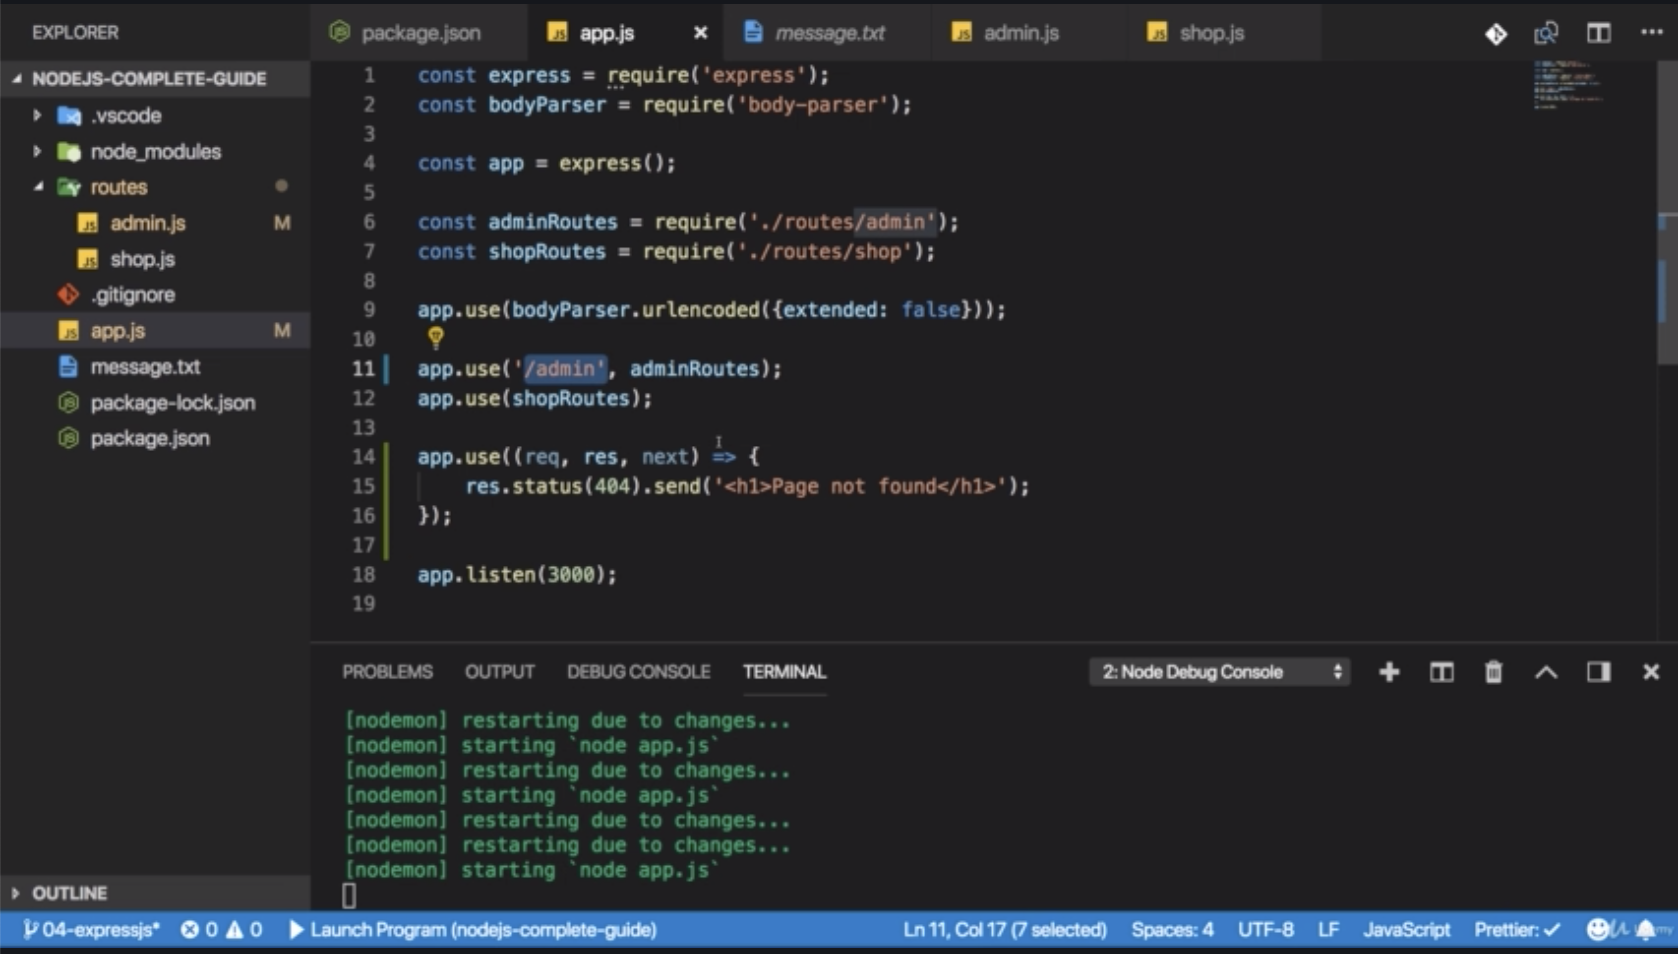 EXPLORER
NODEJS-COMPLETE-GUIDE
.vscode
node_modules
routes
JS admin.js M
JS shop.js
.gitignore
JS app.js M
message.txt
package-lock.json
package.json
OUTLINE
package.json JS app.js × message.txt JS admin.js JS shop.js ...
1 const express = require('express');
2 const bodyParser = require('body-parser');
3
4 const app = express();
5
6 const adminRoutes = require('./routes/admin');
7 const shopRoutes = require('./routes/shop');
8
9 app.use(bodyParser.urlencoded({extended: false}));
10
11 app.use('/admin', adminRoutes);
12 app.use(shopRoutes);
13
14 app.use((req, res, next) => {
15 res.status(404).send('<h1>Page not found</h1>');
16 });
17
18 app.listen(3000);
19
PROBLEMS OUTPUT DEBUG CONSOLE TERMINAL 2: Node Debug Console
[nodemon] restarting due to changes...
[nodemon] starting `node app.js`
[nodemon] restarting due to changes...
[nodemon] starting `node app.js`
[nodemon] restarting due to changes...
[nodemon] restarting due to changes...
[nodemon] starting `node app.js`
04-expressjs* 0 0 Launch Program (nodejs-complete-guide) Ln 11, Col 17 (7 selected) Spaces: 4 UTF-8 LF JavaScript Prettier: ✓